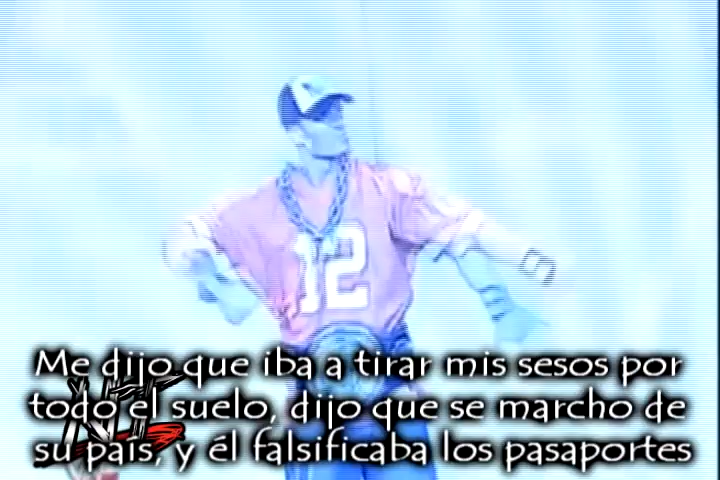 12
Me dijo que iba a tirar mis sesos por
todo el suelo, dijo que se marcho de
su país, y él falsificaba los pasaportes